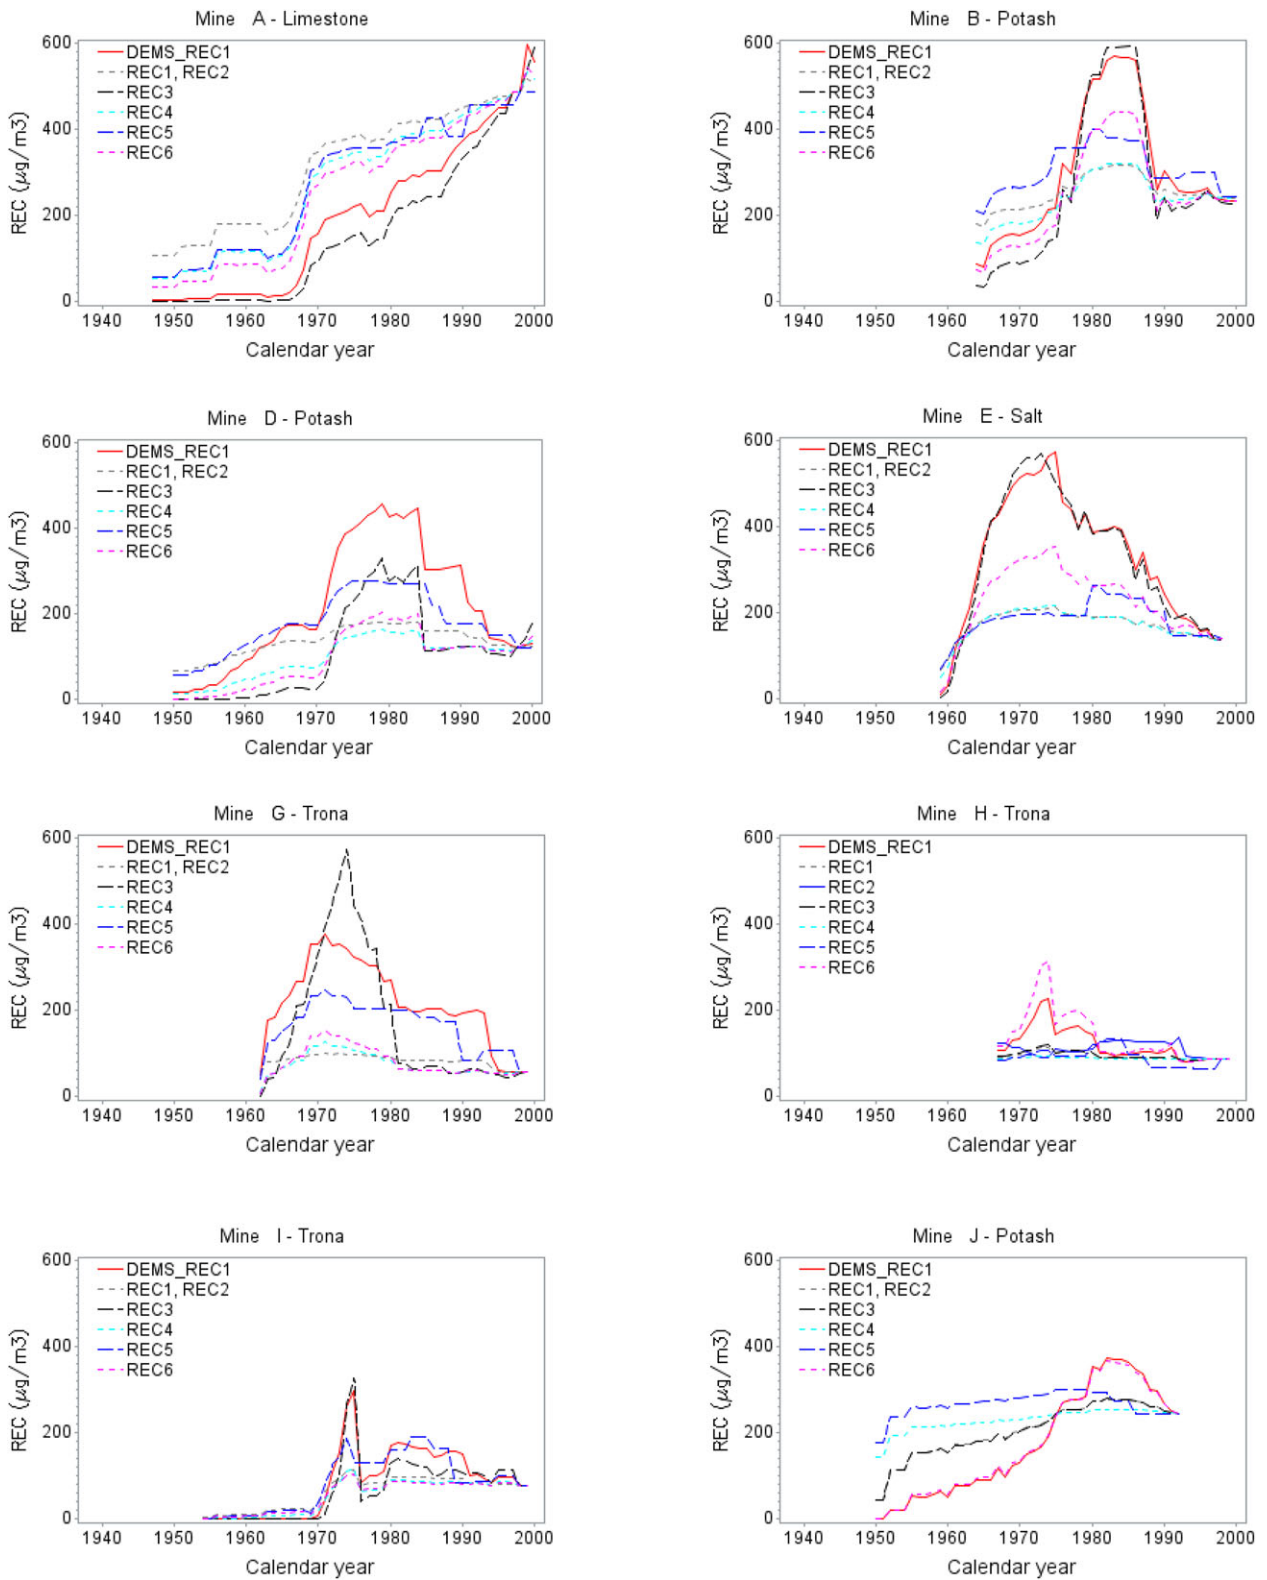 Mine A - Limestone
600
400
200
0
REC (µg/m3)
DEMS_REC1
REC1, REC2
REC3
REC4
REC5
REC6
1940 1950 1960 1970 1980 1990 2000
Calendar year
Mine B - Potash
600
400
200
0
REC (µg/m3)
DEMS_REC1
REC1, REC2
REC3
REC4
REC5
REC6
1940 1950 1960 1970 1980 1990 2000
Calendar year
Mine D - Potash
600
400
200
0
REC (µg/m3)
DEMS_REC1
REC1, REC2
REC3
REC4
REC5
REC6
1940 1950 1960 1970 1980 1990 2000
Calendar year
Mine E - Salt
600
400
200
0
REC (µg/m3)
DEMS_REC1
REC1, REC2
REC3
REC4
REC5
REC6
1940 1950 1960 1970 1980 1990 2000
Calendar year
Mine G - Trona
600
400
200
0
REC (µg/m3)
DEMS_REC1
REC1, REC2
REC3
REC4
REC5
REC6
1940 1950 1960 1970 1980 1990 2000
Calendar year
Mine H - Trona
600
400
200
0
REC (µg/m3)
DEMS_REC1
REC1
REC2
REC3
REC4
REC5
REC6
1940 1950 1960 1970 1980 1990 2000
Calendar year
Mine I - Trona
600
400
200
0
REC (µg/m3)
DEMS_REC1
REC1, REC2
REC3
REC4
REC5
REC6
1940 1950 1960 1970 1980 1990 2000
Calendar year
Mine J - Potash
600
400
200
0
REC (µg/m3)
DEMS_REC1
REC1, REC2
REC3
REC4
REC5
REC6
1940 1950 1960 1970 1980 1990 2000
Calendar year